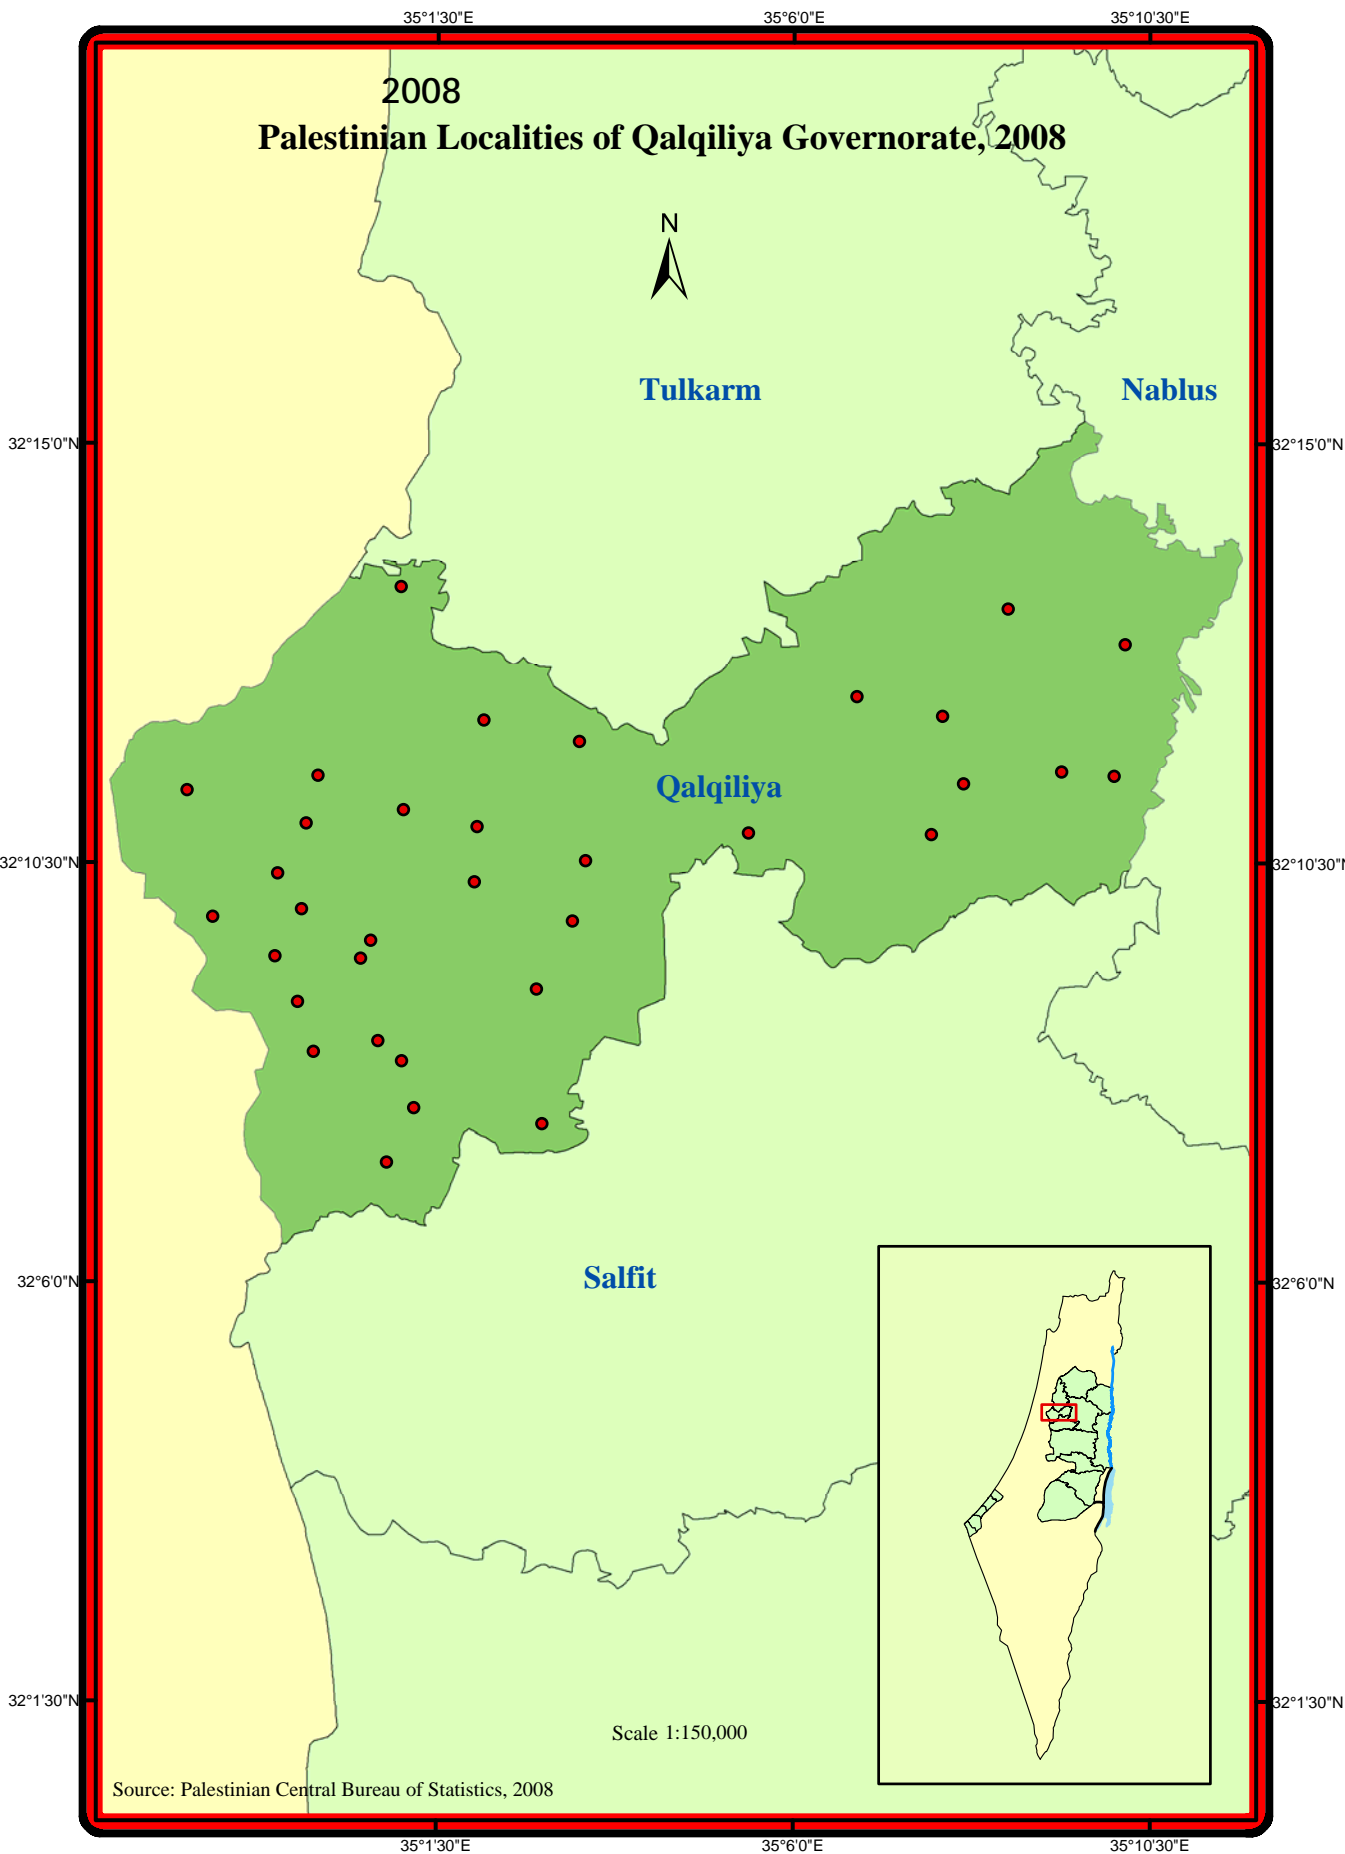 35°1'30"E 35°6'0"E 35°10'30"E
2008
Palestinian Localities of Qalqiliya Governorate, 2008
N
Tulkarm Nablus
32°15'0"N 32°15'0"N
Qalqiliya
32°10'30"N 32°10'30"N
Salfit
32°6'0"N 32°6'0"N
32°1'30"N 32°1'30"N
Scale 1:150,000
Source: Palestinian Central Bureau of Statistics, 2008
35°1'30"E 35°6'0"E 35°10'30"E